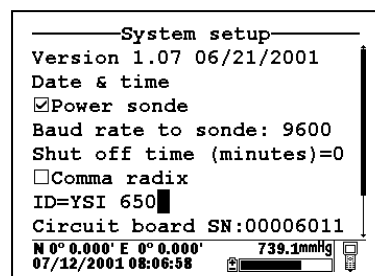 System setup
Version 1.07 06/21/2001
Date & time
Power sonde
Baud rate to sonde: 9600
Shut off time (minutes)=0
Comma radix
ID=YSI 650
Circuit board SN:00006011
N 0° 0.000' E 0° 0.000' 739.1mmHg
07/12/2001 08:06:58